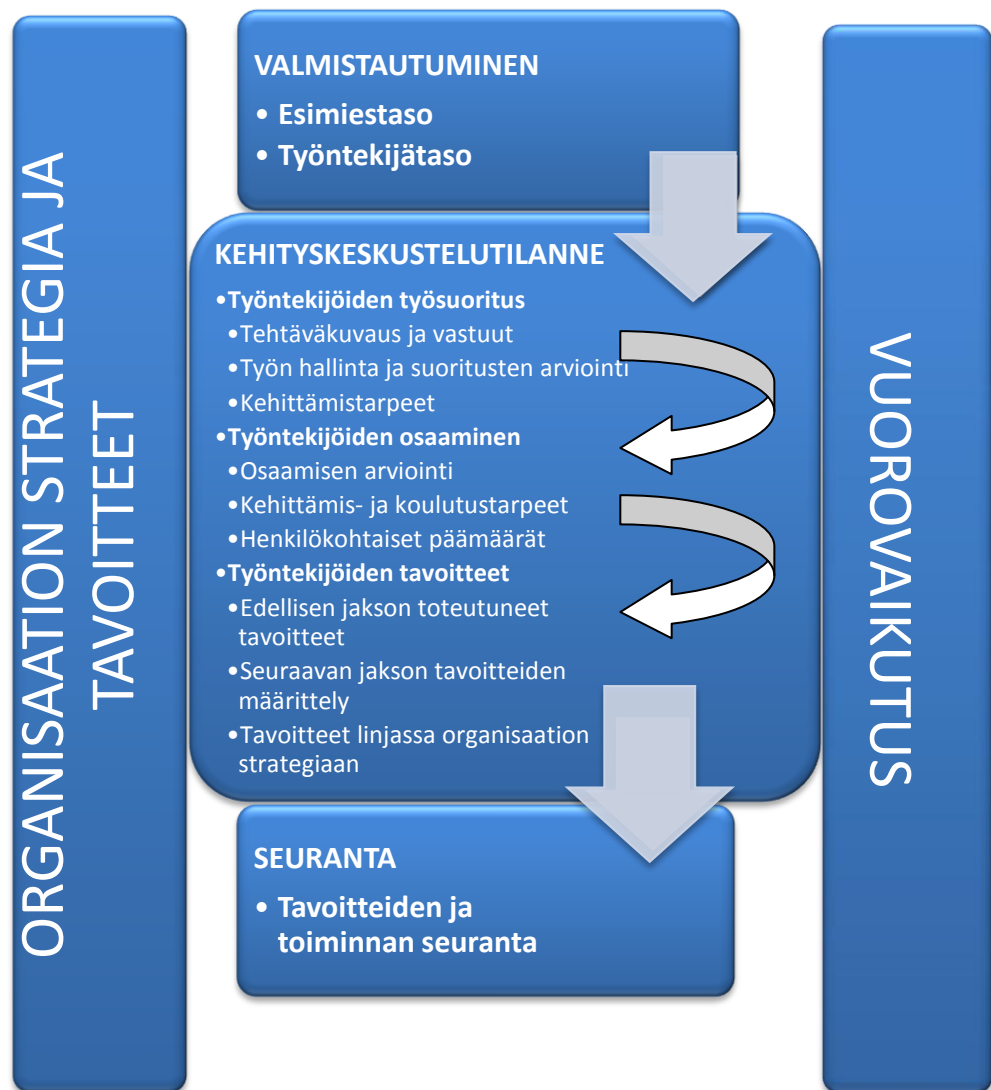 ORGANISAATION STRATEGIA JA
TAVOITTEET
VALMISTAUTUMINEN
• Esimiestaso
• Työntekijätaso
KEHITYSKESKUSTELUTILANNE
•Työntekijöiden työsuoritus
•Tehtäväkuvaus ja vastuut
•Työn hallinta ja suoritusten arviointi
•Kehittämistarpeet
•Työntekijöiden osaaminen
•Osaamisen arviointi
•Kehittämis- ja koulutustarpeet
•Henkilökohtaiset päämäärät
•Työntekijöiden tavoitteet
•Edellisen jakson toteutuneet
tavoitteet
•Seuraavan jakson tavoitteiden
määrittely
•Tavoitteet linjassa organisaation
strategiaan
SEURANTA
• Tavoitteiden ja
toiminnan seuranta
VUOROVAIKUTUS